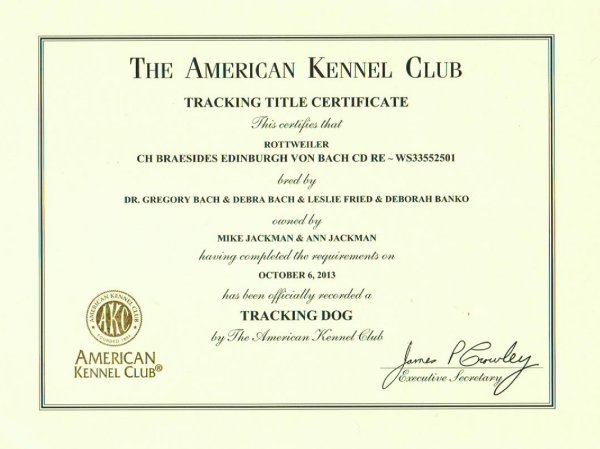 THE AMERICAN KENNEL CLUB
TRACKING TITLE CERTIFICATE
This certifies that
ROTTWEILER
CH BRAESIDES EDINBURGH VON BACH CD RE ~ WS33552501
bred by
DR. GREGORY BACH & DEBRA BACH & LESLIE FRIED & DEBORAH BANKO
owned by
MIKE JACKMAN & ANN JACKMAN
having completed the requirements on
OCTOBER 6, 2013
has been officially recorded a
TRACKING DOG
by The American Kennel Club
AMERICAN KENNEL CLUB
AKC
FOUNDED 1884
AMERICAN
KENNEL CLUB®
James P Crowley
Executive Secretary